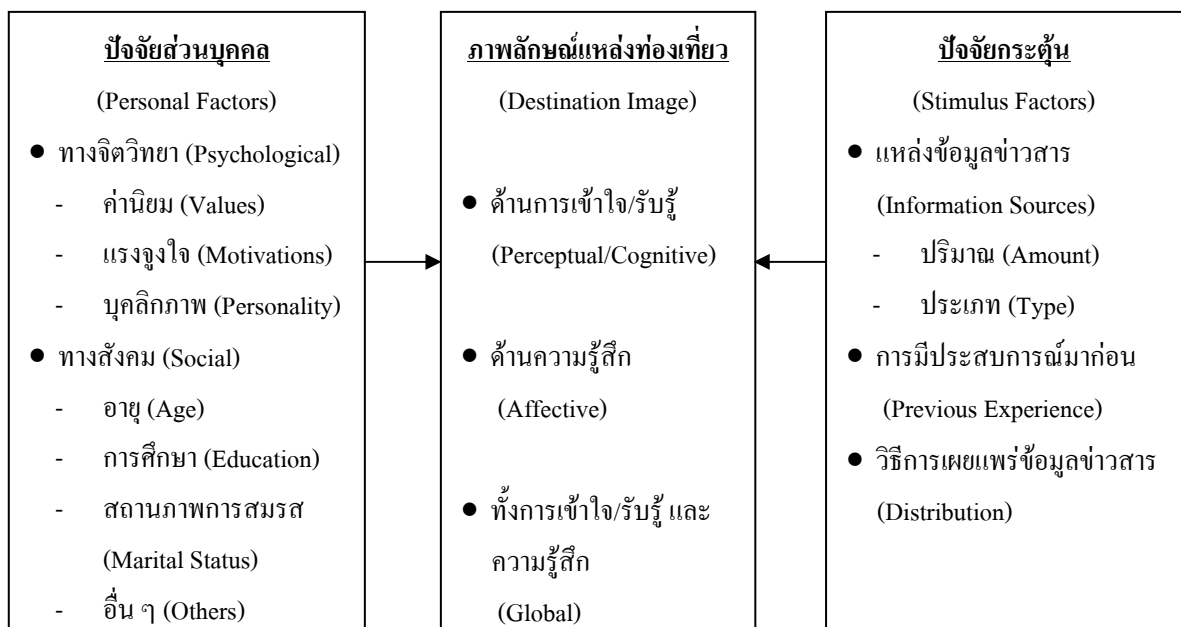 ปัจจัยส่วนบุคคล
(Personal Factors)
● ทางจิตวิทยา (Psychological)
- ค่านิยม (Values)
- แรงจูงใจ (Motivations)
- บุคลิกภาพ (Personality)
● ทางสังคม (Social)
- อายุ (Age)
- การศึกษา (Education)
- สถานภาพการสมรส
(Marital Status)
- อื่น ๆ (Others)
ภาพลักษณ์แหล่งท่องเที่ยว
(Destination Image)
● ด้านการเข้าใจ/รับรู้
(Perceptual/Cognitive)
● ด้านความรู้สึก
(Affective)
● ทั้งการเข้าใจ/รับรู้ และ
ความรู้สึก
(Global)
ปัจจัยกระตุ้น
(Stimulus Factors)
● แหล่งข้อมูลข่าวสาร
(Information Sources)
- ปริมาณ (Amount)
- ประเภท (Type)
● การมีประสบการณ์มาก่อน
(Previous Experience)
● วิธีการเผยแพร่ข้อมูลข่าวสาร
(Distribution)